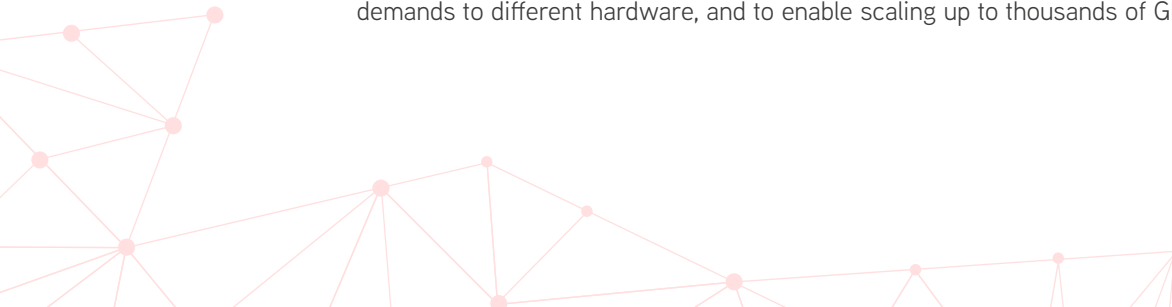 demands to different hardware, and to enable scaling up to thousands of G